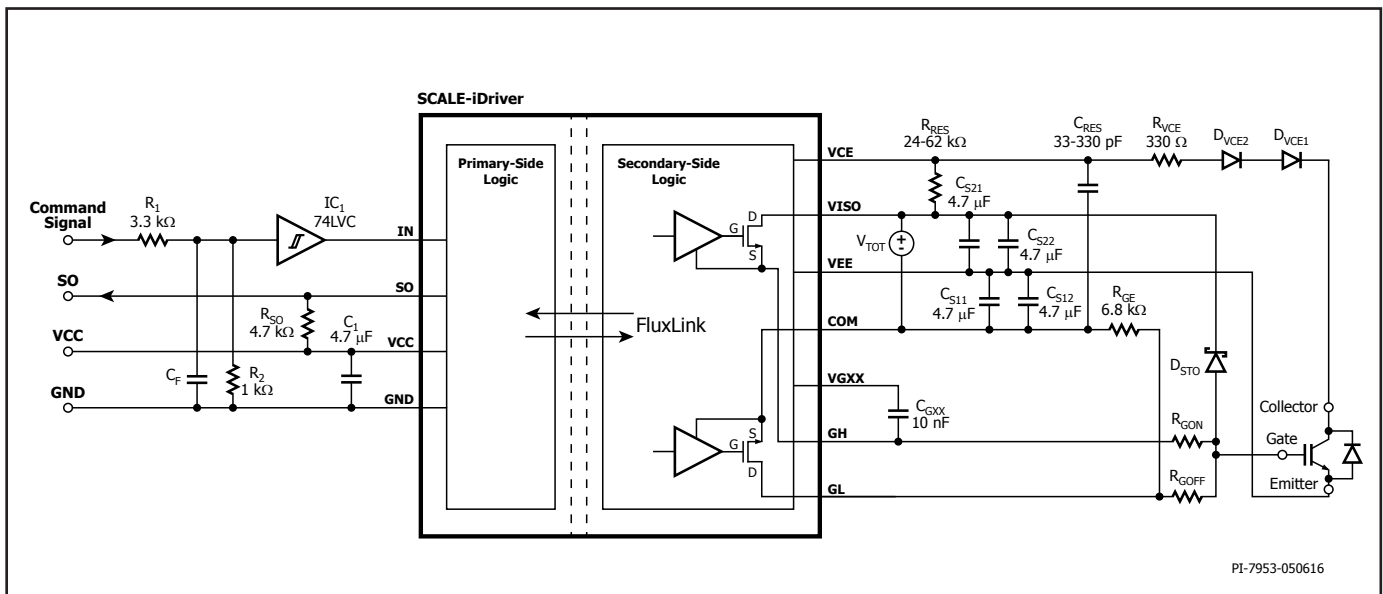 SCALE-iDriver
Primary-Side
Logic
Secondary-Side
Logic
Command
Signal
R1
3.3 kΩ
IC1
74LVC
IN
SO
SO
RSO
4.7 kΩ
C1
4.7 µF
VCC
VCC
CF
R2
1 kΩ
GND
GND
FluxLink
G
D
S
G
S
D
VCE
VISO
VEE
COM
VGXX
GH
GL
RRES
24-62 kΩ
CRES
33-330 pF
RVCE
330 Ω
DVCE2
DVCE1
CS21
4.7 µF
VTOT
CS22
4.7 µF
CS11
4.7 µF
CS12
4.7 µF
RGE
6.8 kΩ
DSTO
CGXX
10 nF
RGON
RGOFF
Collector
Gate
Emitter
PI-7953-050616